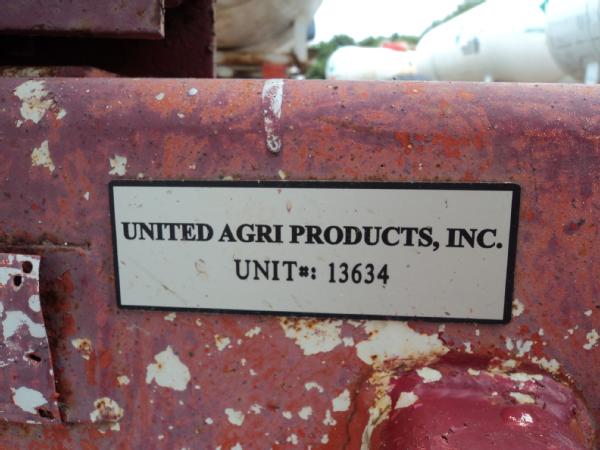 UNITED AGRI PRODUCTS, INC.
UNIT#: 13634